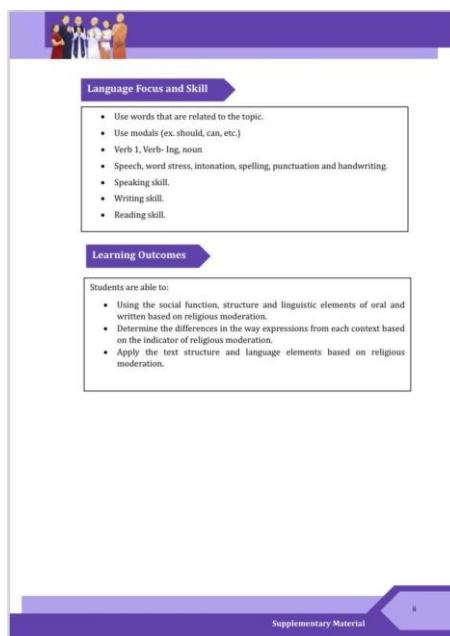 Language Focus and Skill
• Use words that are related to the topic.
• Use modals (ex. should, can, etc.)
• Verb 1, Verb- Ing, noun
• Speech, word stress, intonation, spelling, punctuation and handwriting.
• Speaking skill.
• Writing skill.
• Reading skill.
Learning Outcomes
Students are able to:
• Using the social function, structure and linguistic elements of oral and
written based on religious moderation.
• Determine the differences in the way expressions from each context based
on the indicator of religious moderation.
• Apply the text structure and language elements based on religious
moderation.
ii
Supplementary Material